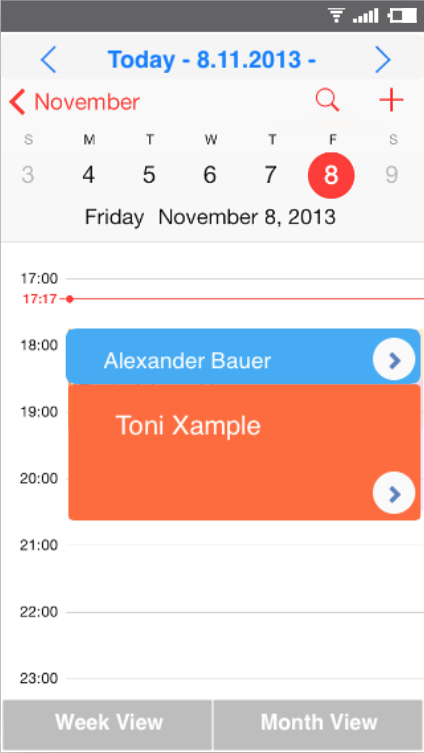 Today - 8.11.2013 -
November
S M T W T F S
3 4 5 6 7 8 9
Friday November 8, 2013
17:00
17:17
18:00
Alexander Bauer
19:00
Toni Xample
20:00
21:00
22:00
23:00
Week View Month View